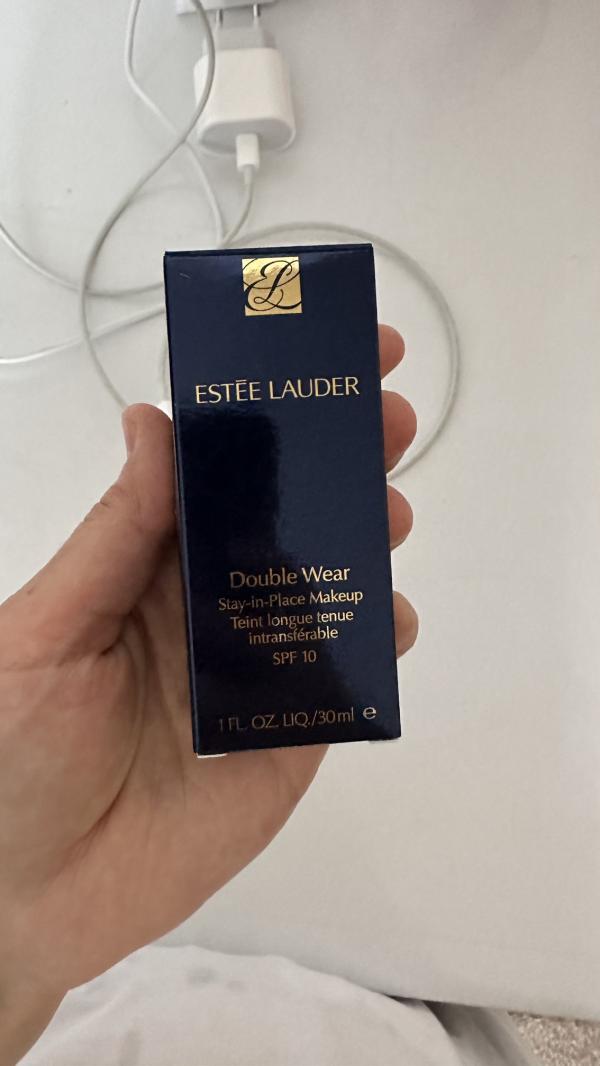 EL
ESTĒE LAUDER
Double Wear
Stay-in-Place Makeup
Teint longue tenue
intransférable
SPF 10
1 FL. OZ. LIQ./30ml ℮